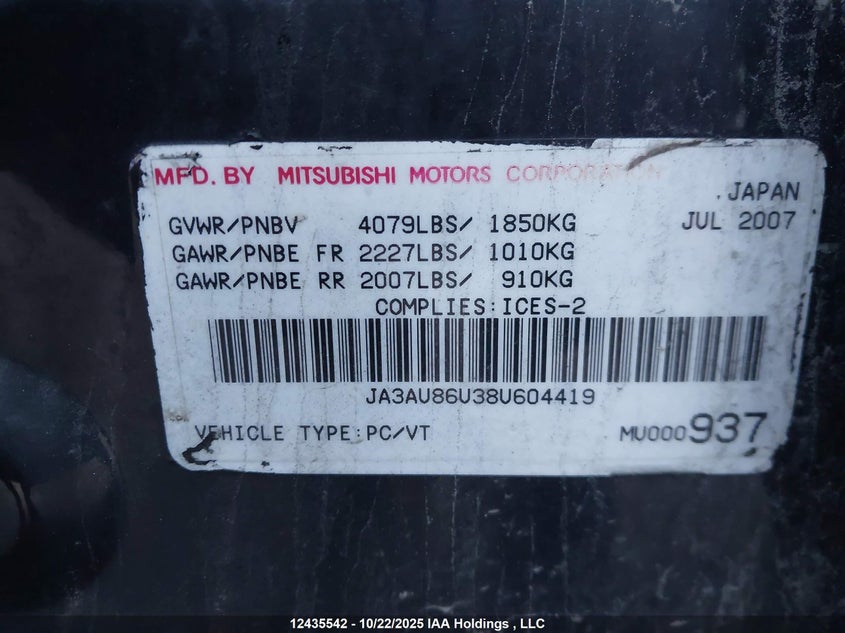 MFD. BY MITSUBISHI MOTORS CORPORATION
JAPAN
GVWR/PNBV 4079LBS/ 1850KG JUL 2007
GAWR/PNBE FR 2227LBS/ 1010KG
GAWR/PNBE RR 2007LBS/ 910KG
COMPLIES:ICES-2
JA3AU86U38U604419
VEHICLE TYPE:PC/VT MU000937
12435542 - 10/22/2025 IAA Holdings , LLC